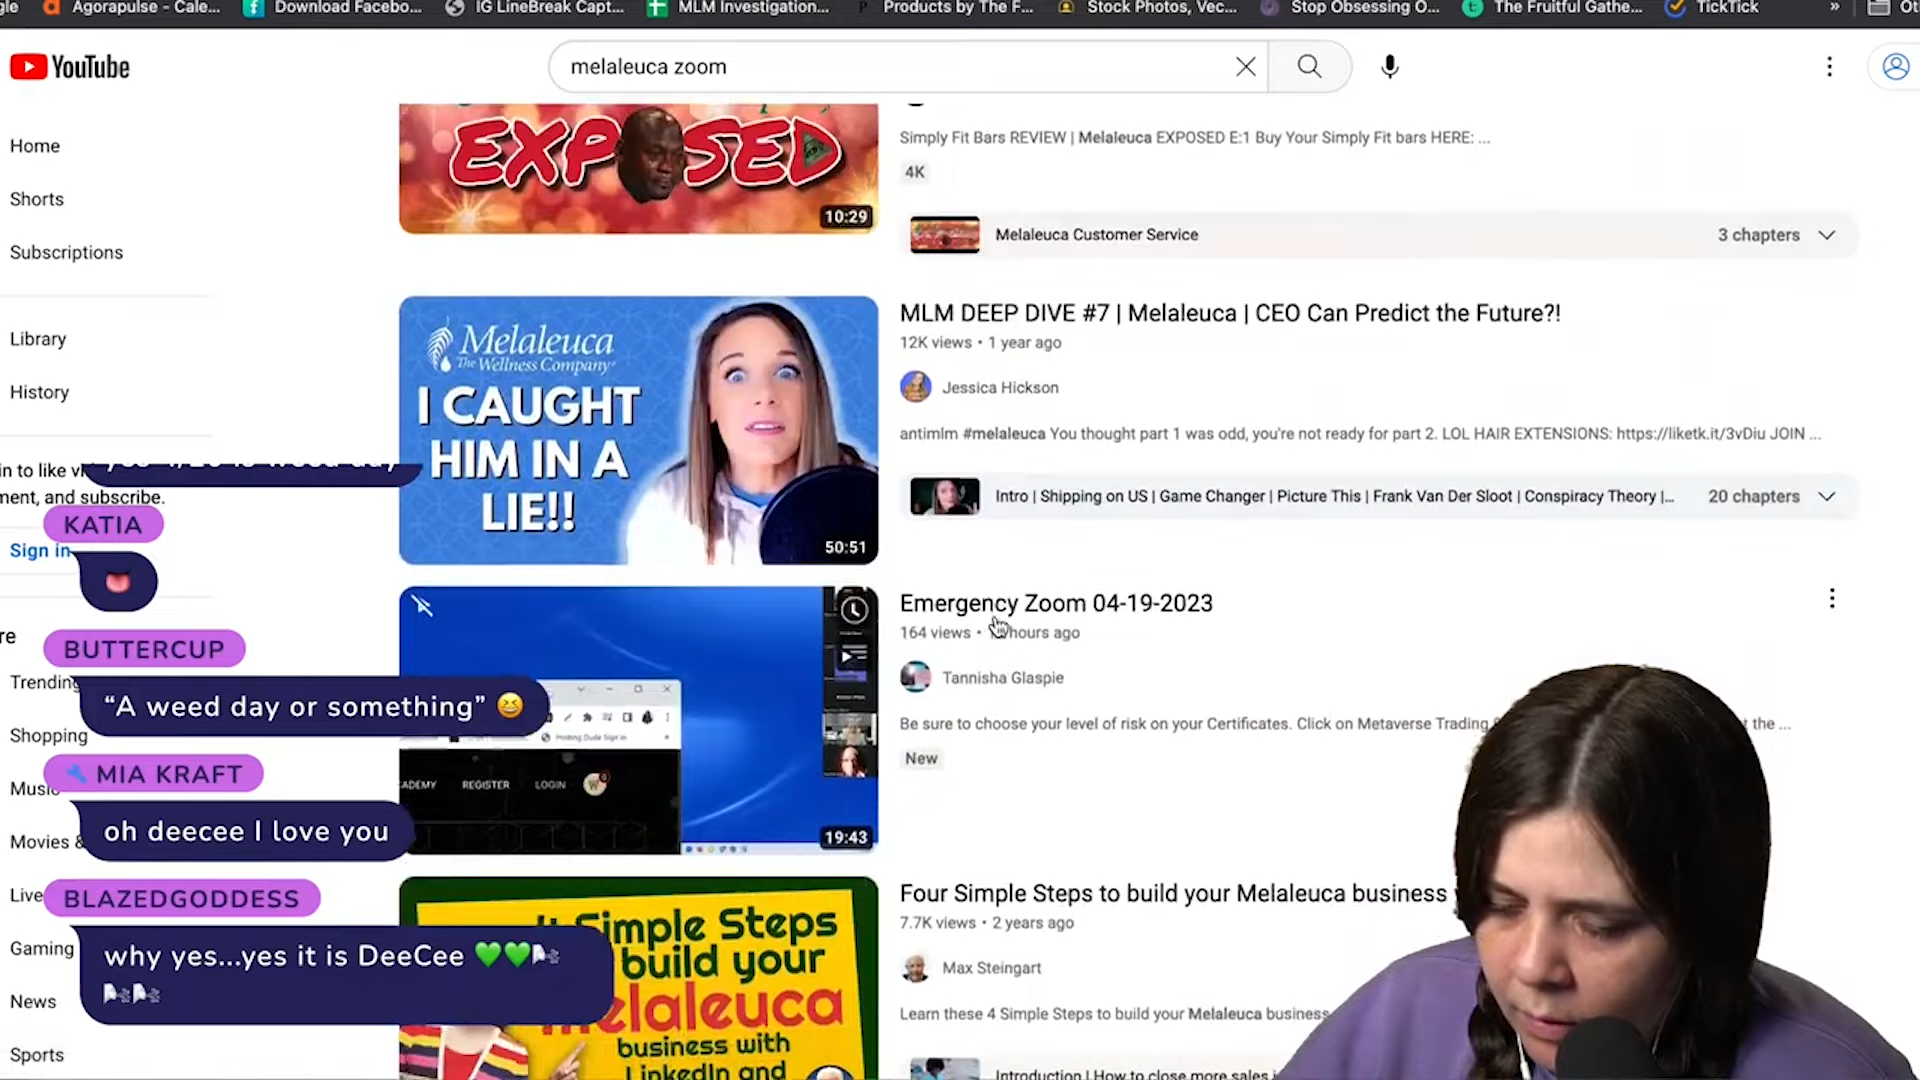 gle
Agorapulse - Cale...
Download Facebo...
IG LineBreak Capt...
MLM Investigation...
Products by The F...
Stock Photos, Vec...
Stop Obsessing O...
The Fruitful Gathe...
TickTick
»
YouTube
melaleuca zoom
Home
Shorts
Subscriptions
Library
History
EXPOSED
10:29
Simply Fit Bars REVIEW | Melaleuca EXPOSED E:1 Buy Your Simply Fit bars HERE: ...
4K
Melaleuca Customer Service
3 chapters
Melaleuca
The Wellness Company
I CAUGHT
HIM IN A
LIE!!
50:51
MLM DEEP DIVE #7 | Melaleuca | CEO Can Predict the Future?!
12K views • 1 year ago
Jessica Hickson
antimlm #melaleuca You thought part 1 was odd, you're not ready for part 2. LOL HAIR EXTENSIONS: https://liketk.it/3vDiu JOIN ...
Intro | Shipping on US | Game Changer | Picture This | Frank Van Der Sloot | Conspiracy Theory |...
20 chapters
in to like vi
ment, and subscribe.
Sign in
re
Trending
Shopping
Music
Movies &
Live
Gaming
News
Sports
KATIA
👅
BUTTERCUP
“A weed day or something” 😆
MIA KRAFT
oh deecee I love you
BLAZEDGODDESS
why yes...yes it is DeeCee 💚💚🌬
🌬🌬
CADEMY REGISTER LOGIN
19:43
Emergency Zoom 04-19-2023
164 views • hours ago
Tannisha Glaspie
Be sure to choose your level of risk on your Certificates. Click on Metaverse Trading
the ...
New
Simple Steps
build your
Melaleuca
business with
LinkedIn and
Four Simple Steps to build your Melaleuca business
7.7K views • 2 years ago
Max Steingart
Learn these 4 Simple Steps to build your Melaleuca business
Introduction | How to close more sales